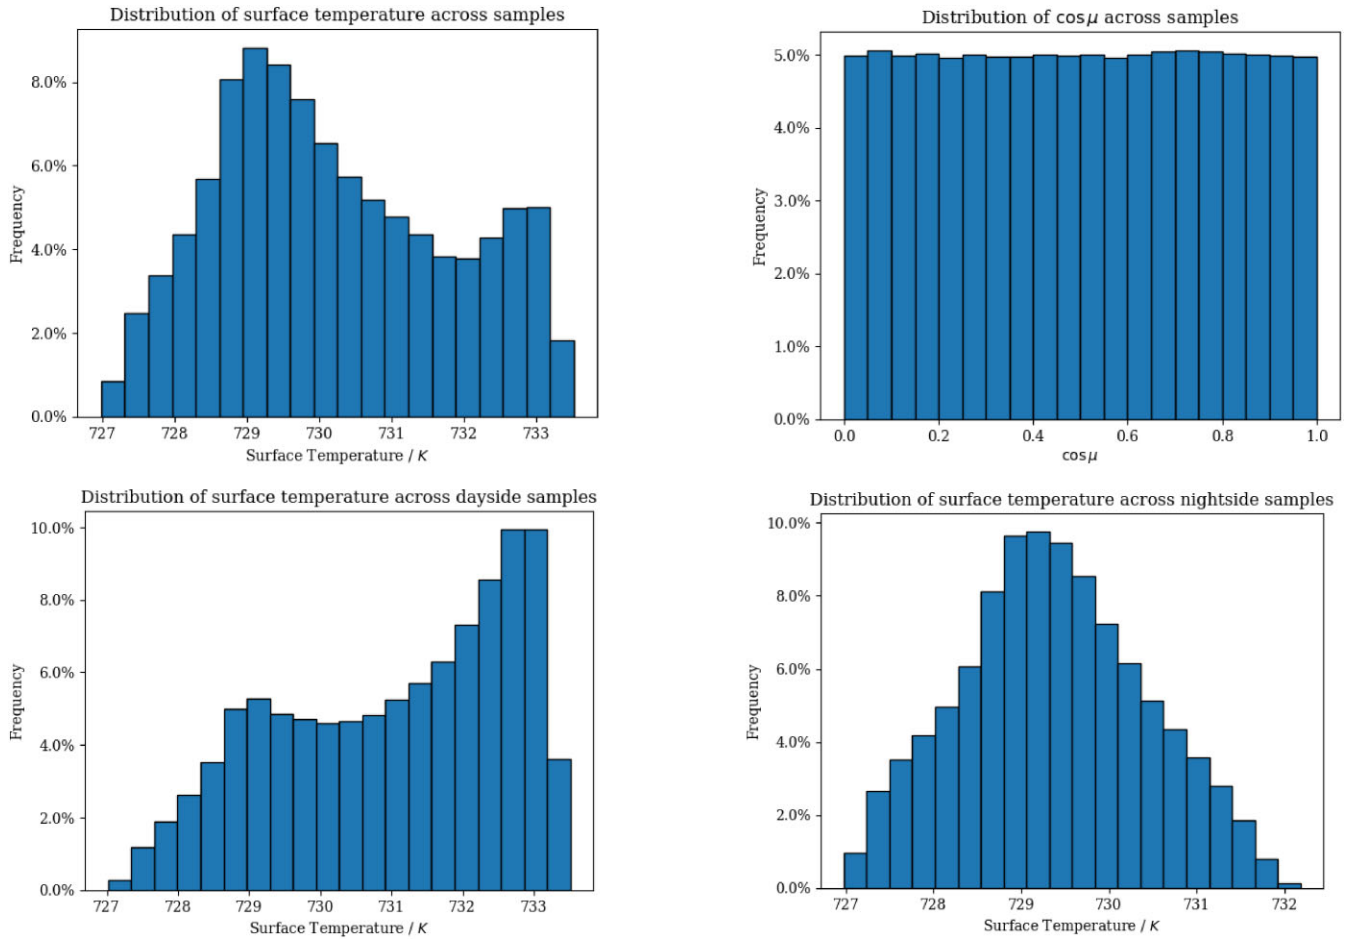 Distribution of surface temperature across samples
8.0%
6.0%
4.0%
2.0%
0.0%
Frequency
727 728 729 730 731 732 733
Surface Temperature / K
Distribution of cos μ across samples
5.0%
4.0%
3.0%
2.0%
1.0%
0.0%
Frequency
0.0 0.2 0.4 0.6 0.8 1.0
cos μ
Distribution of surface temperature across dayside samples
10.0%
8.0%
6.0%
4.0%
2.0%
0.0%
Frequency
727 728 729 730 731 732 733
Surface Temperature / K
Distribution of surface temperature across nightside samples
10.0%
8.0%
6.0%
4.0%
2.0%
0.0%
Frequency
727 728 729 730 731 732
Surface Temperature / K